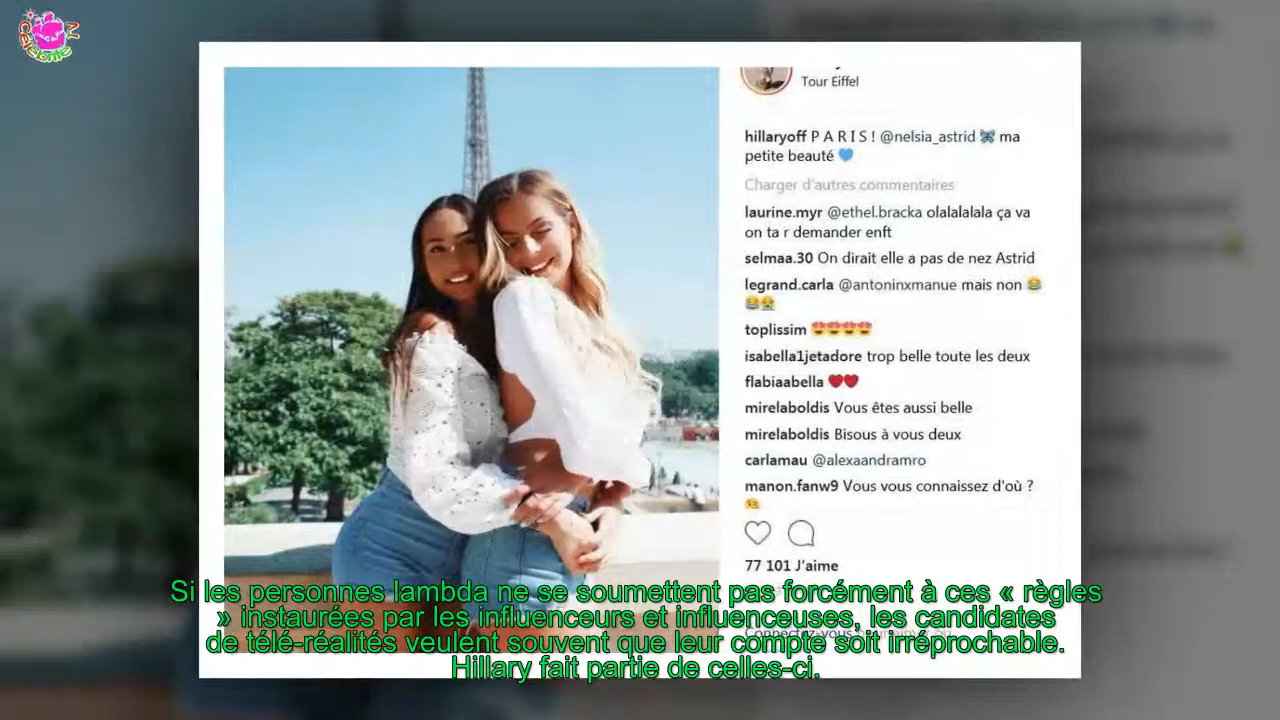 Célébrité
Tour Eiffel
hillaryoff P A R I S ! @nelsia_astrid 🦋 ma
petite beauté 💙
Charger d'autres commentaires
laurine.myr @ethel.bracka olalalalala ça va
on ta r demander enft
selmaa.30 On dirait elle a pas de nez Astrid
legrand.carla @antoninxmanue mais non 😂
😂😭
toplissim 😍😍😍😍
isabella1jetadore trop belle toute les deux
flabiaabella ❤️❤️
mirelaboldis Vous êtes aussi belle
mirelaboldis Bisous à vous deux
carlamau @alexaandramro
manon.fanw9 Vous vous connaissez d'où ?
77 101 J'aime
Si les personnes lambda ne se soumettent pas forcément à ces « règles
» instaurées par les influenceurs et influenceuses, les candidates
Connectez-vous
de télé-réalités veulent souvent que leur compte soit irréprochable.
Hillary fait partie de celles-ci.